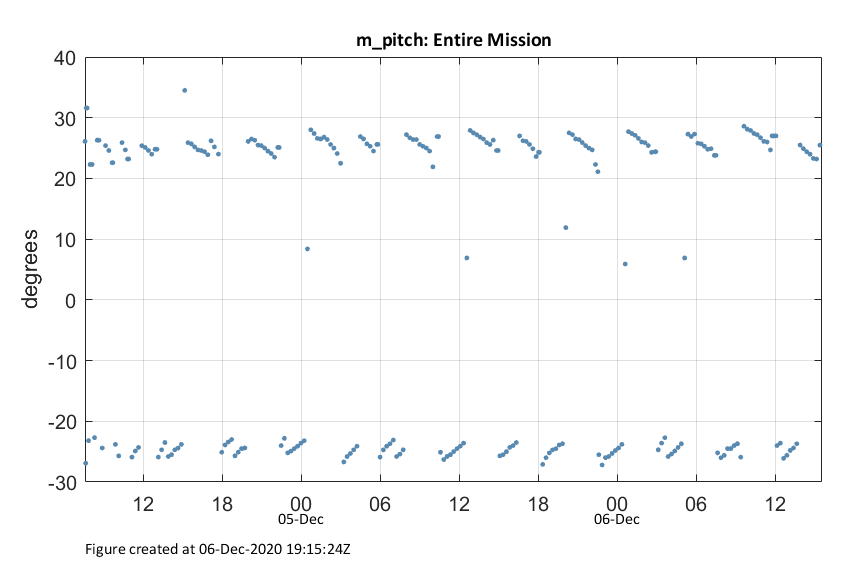 m_pitch: Entire Mission
40
30
20
10
0
-10
-20
-30
degrees
12 18 00 06 12 18 00 06 12
05-Dec 06-Dec
Figure created at 06-Dec-2020 19:15:24Z